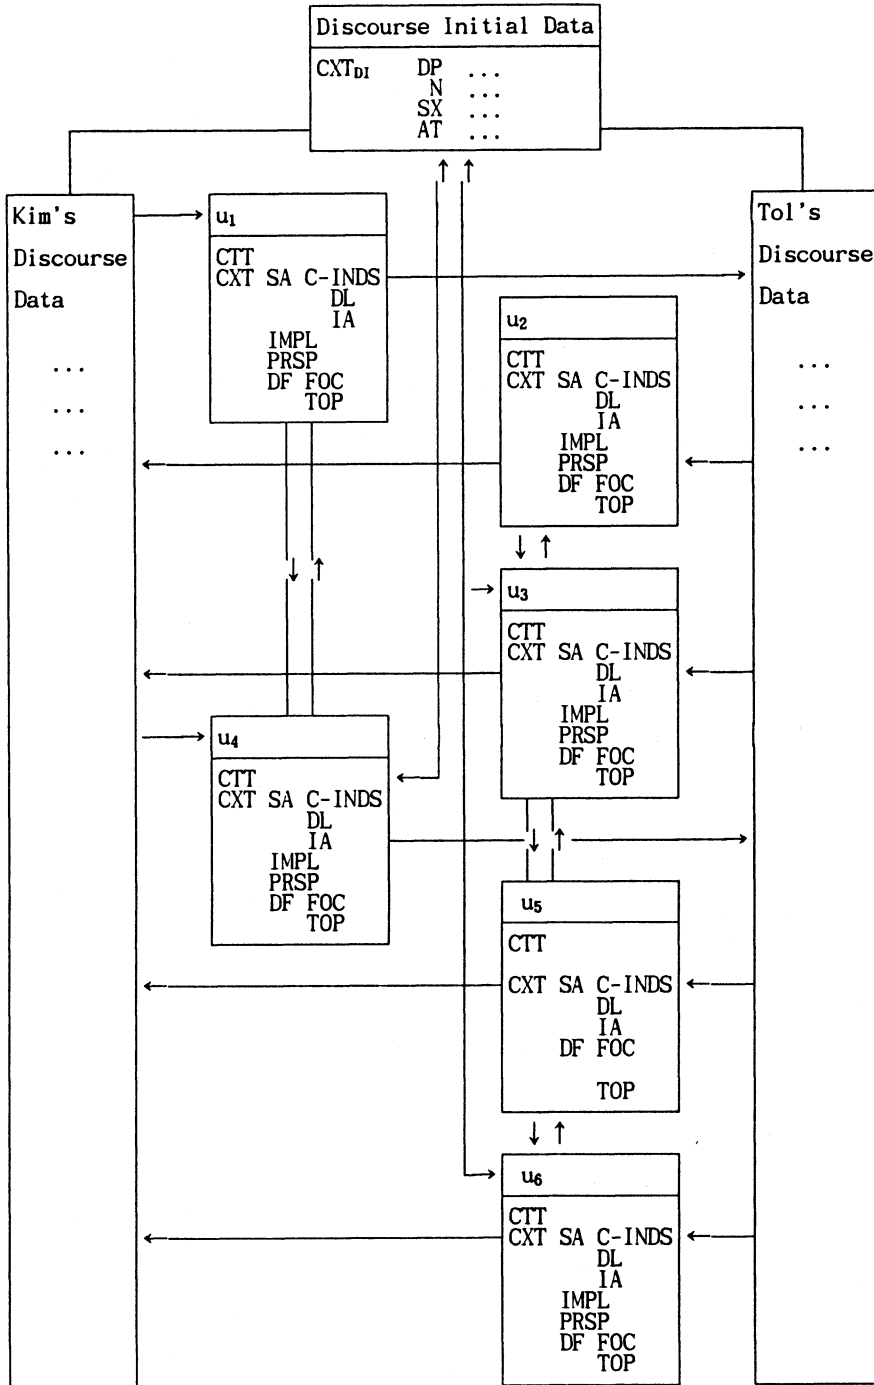 Discourse Initial Data
CXT_DI DP ...
N ...
SX ...
AT ...
Kim's
Discourse
Data
...
...
...
Tol's
Discourse
Data
...
...
...
u₁
CTT
CXT SA C-INDS
DL
IA
IMPL
PRSP
DF FOC
TOP
u₂
CTT
CXT SA C-INDS
DL
IA
IMPL
PRSP
DF FOC
TOP
u₃
CTT
CXT SA C-INDS
DL
IA
IMPL
PRSP
DF FOC
TOP
u₄
CTT
CXT SA C-INDS
DL
IA
IMPL
PRSP
DF FOC
TOP
u₅
CTT
CXT SA C-INDS
DL
IA
DF FOC
TOP
u₆
CTT
CXT SA C-INDS
DL
IA
IMPL
PRSP
DF FOC
TOP